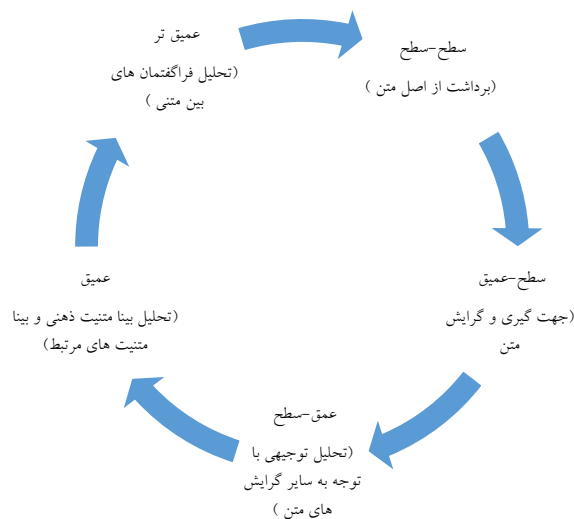 سطح-سطح
(برداشت از اصل متن )
سطح-عمیق
(جهت گیری و گرایش
متن
عمق-سطح
(تحلیل توجیهی با
توجه به سایر گرایش
های متن )
عمیق
(تحلیل بینا متنیت ذهنی و بینا
متنیت های مرتبط)
عمیق تر
(تحلیل فراگفتمان های
بین متنی )